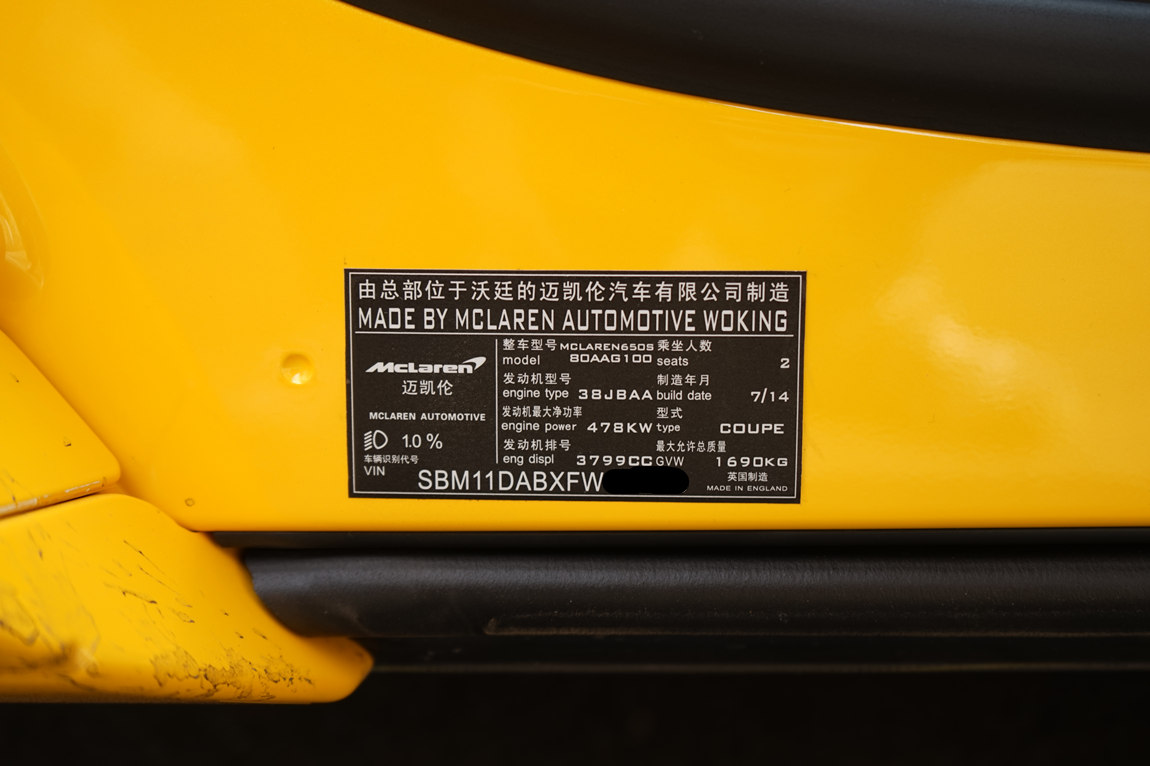 由总部位于沃廷的迈凯伦汽车有限公司制造
MADE BY MCLAREN AUTOMOTIVE WOKING
McLaren
迈凯伦
MCLAREN AUTOMOTIVE
1.0 %
整车型号 MCLAREN650S 乘坐人数
model 80AAG100 seats 2
发动机型号 制造年月
engine type 38JBAA build date 7/14
发动机最大净功率 型式
engine power 478KW type COUPE
发动机排号 最大允许总质量
eng displ 3799CC GVW 1690KG
车辆识别代号
VIN SBM11DABXFW
英国制造
MADE IN ENGLAND